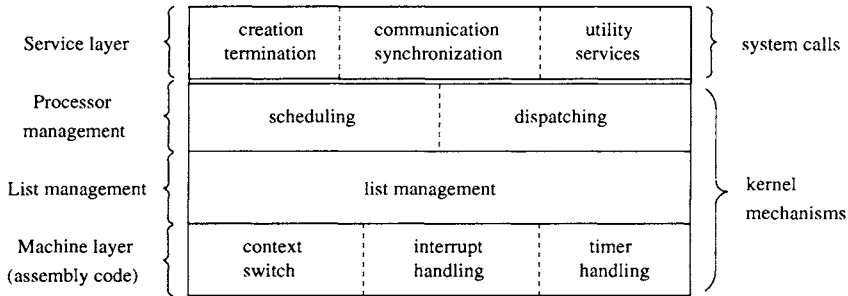 Service layer
creation
termination
communication
synchronization
utility
services
system calls
Processor
management
scheduling
dispatching
List management
list management
kernel
mechanisms
Machine layer
(assembly code)
context
switch
interrupt
handling
timer
handling